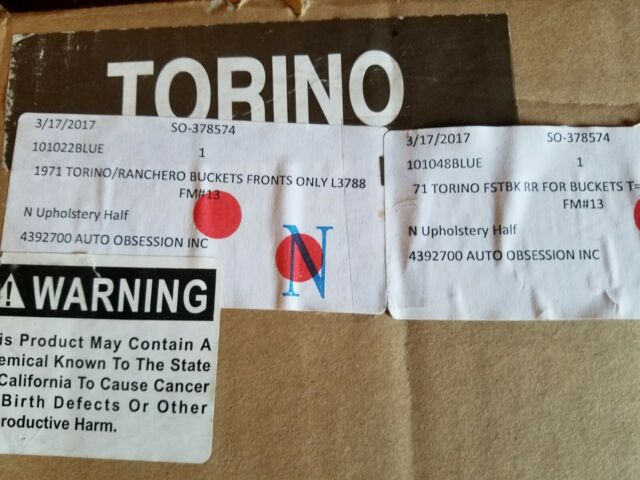 TORINO
3/17/2017 SO-378574
101022BLUE 1
1971 TORINO/RANCHERO BUCKETS FRONTS ONLY L3788
FM#13
N Upholstery Half
4392700 AUTO OBSESSION INC
N
3/17/2017 SO-378574
101048BLUE 1
71 TORINO FSTBK RR FOR BUCKETS T=
FM#13
N Upholstery Half
4392700 AUTO OBSESSION INC
WARNING
is Product May Contain A
emical Known To The State
California To Cause Cancer
Birth Defects Or Other
roductive Harm.